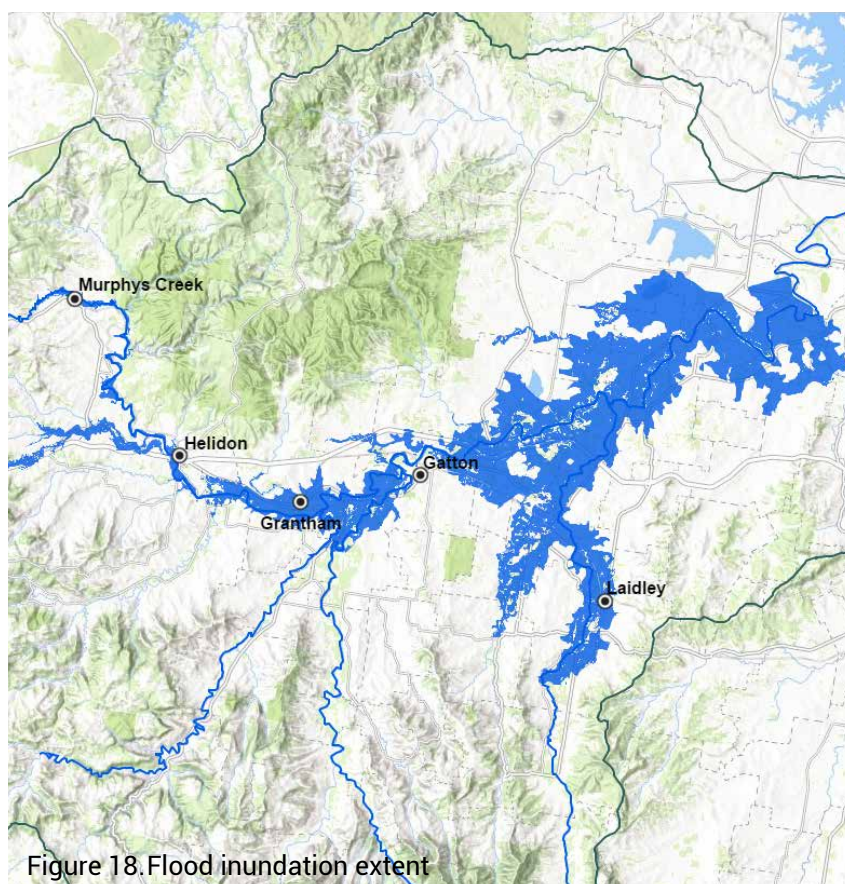 Murphys Creek
Helidon
Gatton
Grantham
Laidley
Figure 18. Flood inundation extent